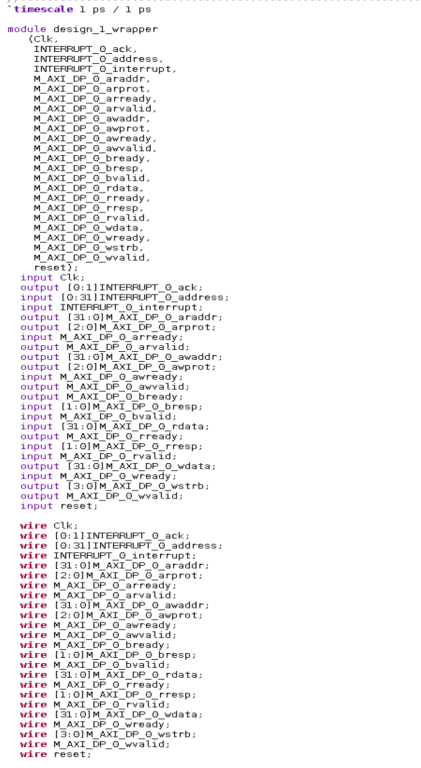 `timescale 1 ps / 1 ps
module design_1_wrapper
(Clk,
INTERRUPT_0_ack,
INTERRUPT_0_address,
INTERRUPT_0_interrupt,
M_AXI_DP_0_araddr,
M_AXI_DP_0_arprot,
M_AXI_DP_0_arready,
M_AXI_DP_0_arvalid,
M_AXI_DP_0_awaddr,
M_AXI_DP_0_awprot,
M_AXI_DP_0_awready,
M_AXI_DP_0_awvalid,
M_AXI_DP_0_bready,
M_AXI_DP_0_bresp,
M_AXI_DP_0_bvalid,
M_AXI_DP_0_rdata,
M_AXI_DP_0_rready,
M_AXI_DP_0_rresp,
M_AXI_DP_0_rvalid,
M_AXI_DP_0_wdata,
M_AXI_DP_0_wready,
M_AXI_DP_0_wstrb,
M_AXI_DP_0_wvalid,
reset);
input Clk;
output [0:1]INTERRUPT_0_ack;
input [0:31]INTERRUPT_0_address;
input INTERRUPT_0_interrupt;
output [31:0]M_AXI_DP_0_araddr;
output [2:0]M_AXI_DP_0_arprot;
input M_AXI_DP_0_arready;
output M_AXI_DP_0_arvalid;
output [31:0]M_AXI_DP_0_awaddr;
output [2:0]M_AXI_DP_0_awprot;
input M_AXI_DP_0_awready;
output M_AXI_DP_0_awvalid;
output M_AXI_DP_0_bready;
input [1:0]M_AXI_DP_0_bresp;
input M_AXI_DP_0_bvalid;
input [31:0]M_AXI_DP_0_rdata;
output M_AXI_DP_0_rready;
input [1:0]M_AXI_DP_0_rresp;
input M_AXI_DP_0_rvalid;
output [31:0]M_AXI_DP_0_wdata;
input M_AXI_DP_0_wready;
output [3:0]M_AXI_DP_0_wstrb;
output M_AXI_DP_0_wvalid;
input reset;
wire Clk;
wire [0:1]INTERRUPT_0_ack;
wire [0:31]INTERRUPT_0_address;
wire INTERRUPT_0_interrupt;
wire [31:0]M_AXI_DP_0_araddr;
wire [2:0]M_AXI_DP_0_arprot;
wire M_AXI_DP_0_arready;
wire M_AXI_DP_0_arvalid;
wire [31:0]M_AXI_DP_0_awaddr;
wire [2:0]M_AXI_DP_0_awprot;
wire M_AXI_DP_0_awready;
wire M_AXI_DP_0_awvalid;
wire M_AXI_DP_0_bready;
wire [1:0]M_AXI_DP_0_bresp;
wire M_AXI_DP_0_bvalid;
wire [31:0]M_AXI_DP_0_rdata;
wire M_AXI_DP_0_rready;
wire [1:0]M_AXI_DP_0_rresp;
wire M_AXI_DP_0_rvalid;
wire [31:0]M_AXI_DP_0_wdata;
wire M_AXI_DP_0_wready;
wire [3:0]M_AXI_DP_0_wstrb;
wire M_AXI_DP_0_wvalid;
wire reset;